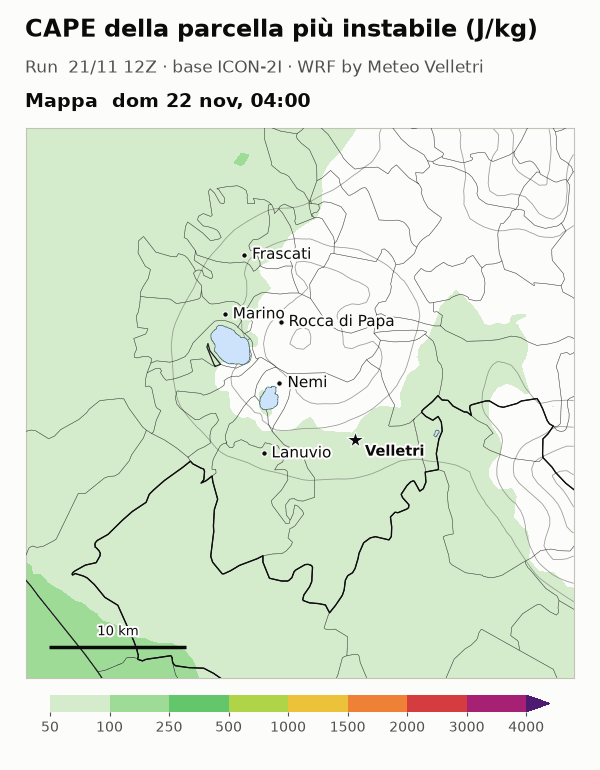 CAPE della parcella più instabile (J/kg)
Run  21/11 12Z · base ICON-2I · WRF by Meteo Velletri
Mappa  dom 22 nov, 04:00
Frascati
Marino
Rocca di Papa
Nemi
Velletri
Lanuvio
10 km
50 100 250 500 1000 1500 2000 3000 4000